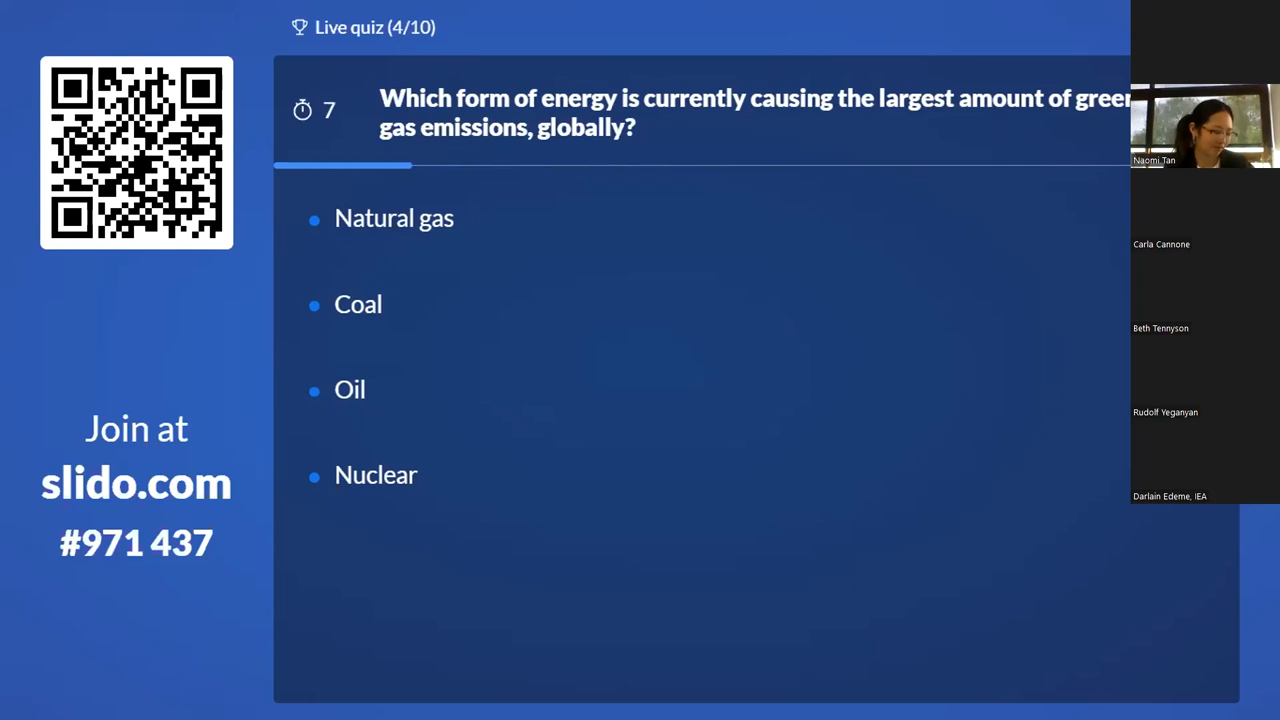 Live quiz (4/10)
7
Which form of energy is currently causing the largest amount of
gas emissions, globally?
Natural gas
Coal
Oil
Nuclear
Join at
slido.com
#971 437
Naomi Tan
Carla Cannone
Beth Tennyson
Rudolf Yeganyan
Darlain Edeme, IEA